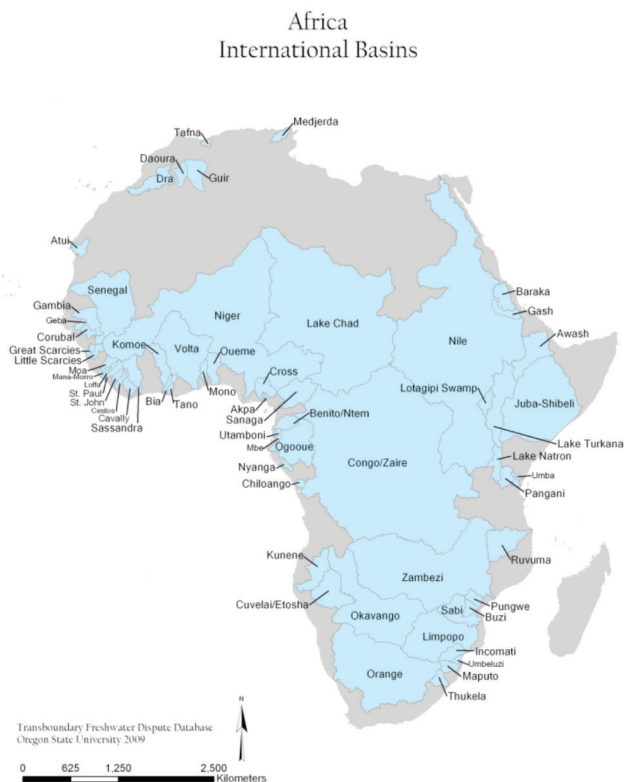 Africa
International Basins
Medjerda
Tafna
Daoura
Dra
Guir
Atui
Senegal
Gambia
Geba
Corubal
Great Scarcies
Little Scarcies
Moa
Mana-Morro
Loffa
St. Paul
St. John
Cestos
Cavally
Sassandra
Komoe
Bia
Tano
Volta
Niger
Oueme
Mono
Lake Chad
Cross
Akpa
Sanaga
Benito/Ntem
Utamboni
Mbe
Ogooue
Nyanga
Chiloango
Congo/Zaire
Nile
Baraka
Gash
Awash
Lotagipi Swamp
Juba-Shibeli
Lake Turkana
Lake Natron
Umba
Pangani
Ruvuma
Kunene
Zambezi
Cuvelai/Etosha
Okavango
Sabi
Pungwe
Buzi
Limpopo
Incomati
Umbeluzi
Maputo
Orange
Thukela
N
Transboundary Freshwater Dispute Database
Oregon State University 2009
0 625 1,250 2,500
Kilometers